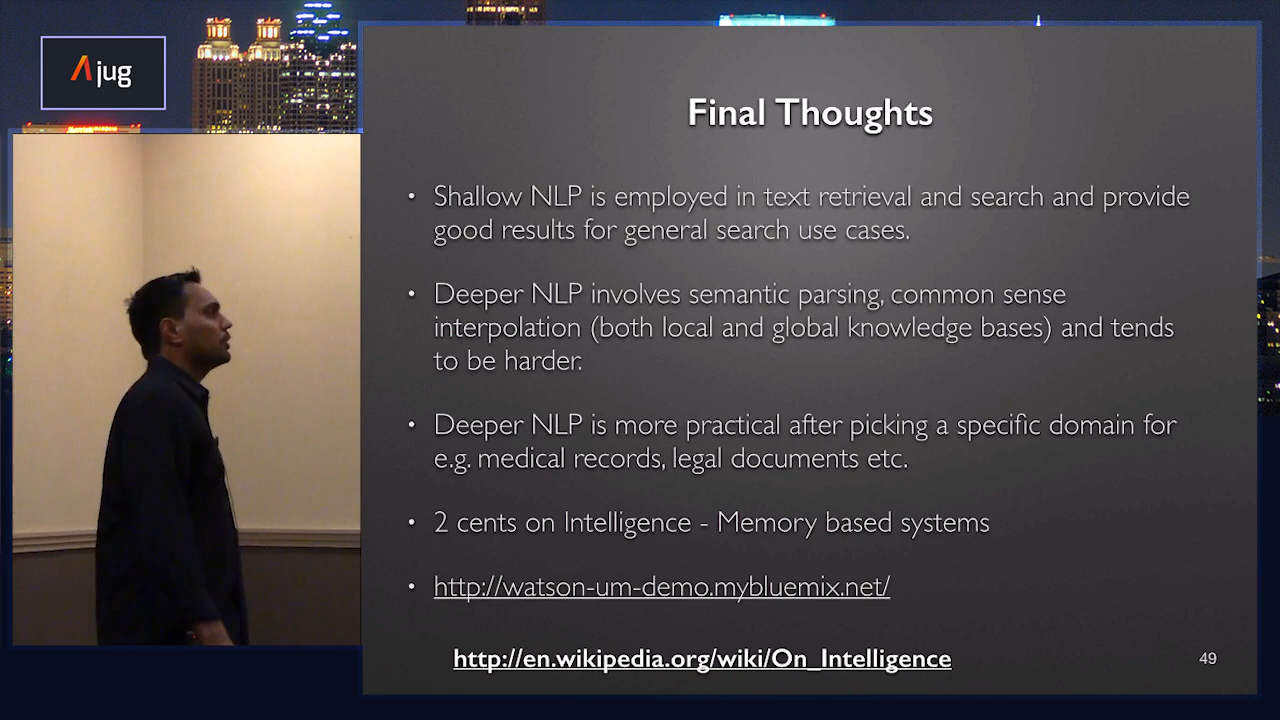 jug
Final Thoughts
• Shallow NLP is employed in text retrieval and search and provide
good results for general search use cases.
• Deeper NLP involves semantic parsing, common sense
interpolation (both local and global knowledge bases) and tends
to be harder.
• Deeper NLP is more practical after picking a specific domain for
e.g. medical records, legal documents etc.
• 2 cents on Intelligence - Memory based systems
• http://watson-um-demo.mybluemix.net/
http://en.wikipedia.org/wiki/On_Intelligence
49